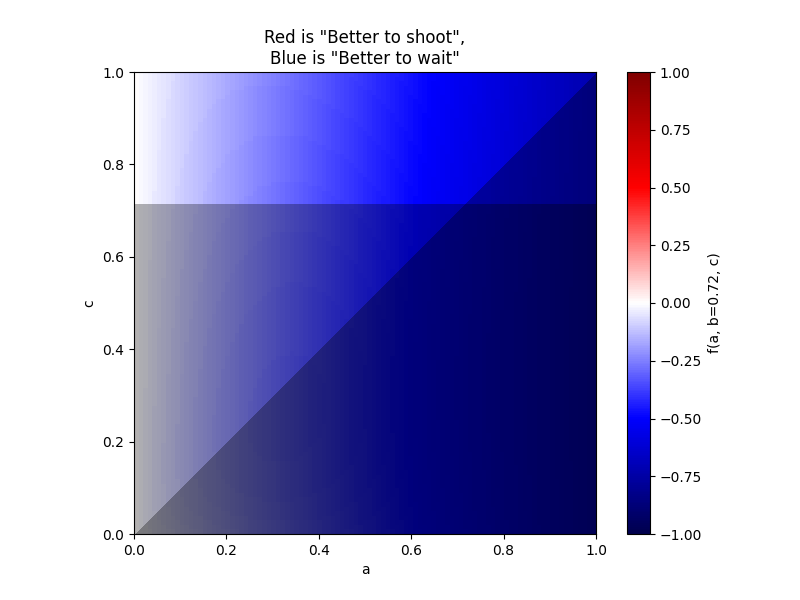 Red is "Better to shoot",
Blue is "Better to wait"
1.0
0.8
0.6
0.4
0.2
0.0
c
0.0 0.2 0.4 0.6 0.8 1.0
a
1.00
0.75
0.50
0.25
0.00
−0.25
−0.50
−0.75
−1.00
f(a, b=0.72, c)